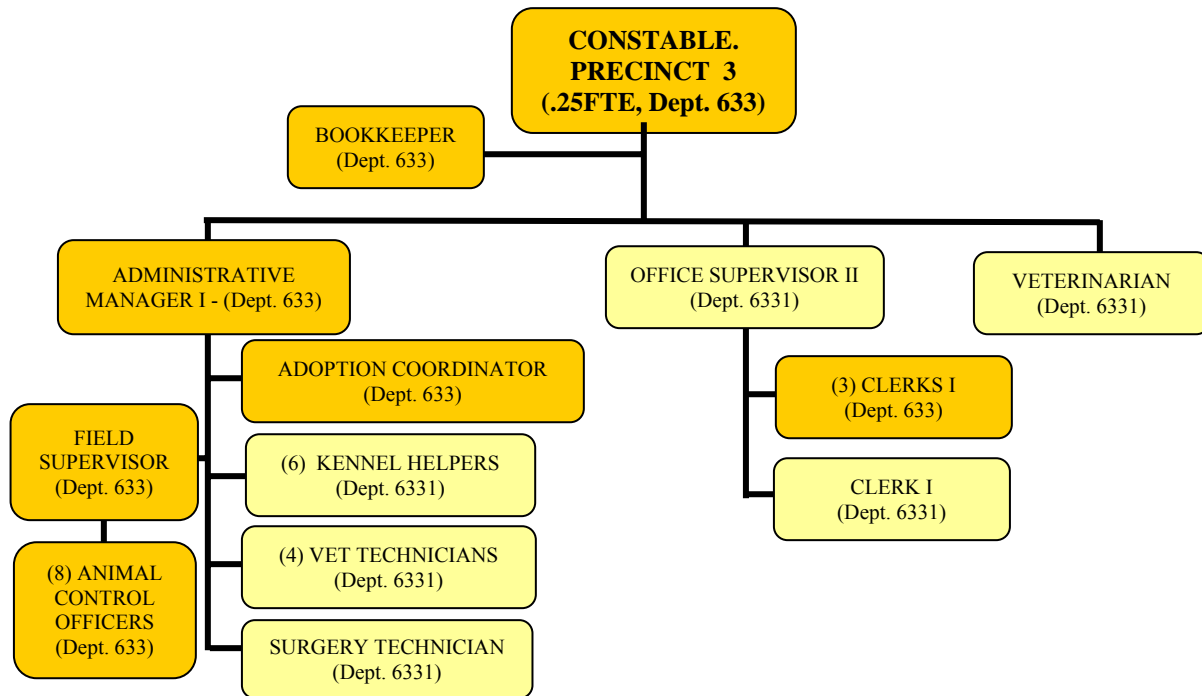 CONSTABLE.
PRECINCT 3
(.25FTE, Dept. 633)
BOOKKEEPER
(Dept. 633)
ADMINISTRATIVE
MANAGER I - (Dept. 633)
OFFICE SUPERVISOR II
(Dept. 6331)
VETERINARIAN
(Dept. 6331)
ADOPTION COORDINATOR
(Dept. 633)
(3) CLERKS I
(Dept. 633)
FIELD
SUPERVISOR
(Dept. 633)
(6) KENNEL HELPERS
(Dept. 6331)
CLERK I
(Dept. 6331)
(8) ANIMAL
CONTROL
OFFICERS
(Dept. 633)
(4) VET TECHNICIANS
(Dept. 6331)
SURGERY TECHNICIAN
(Dept. 6331)